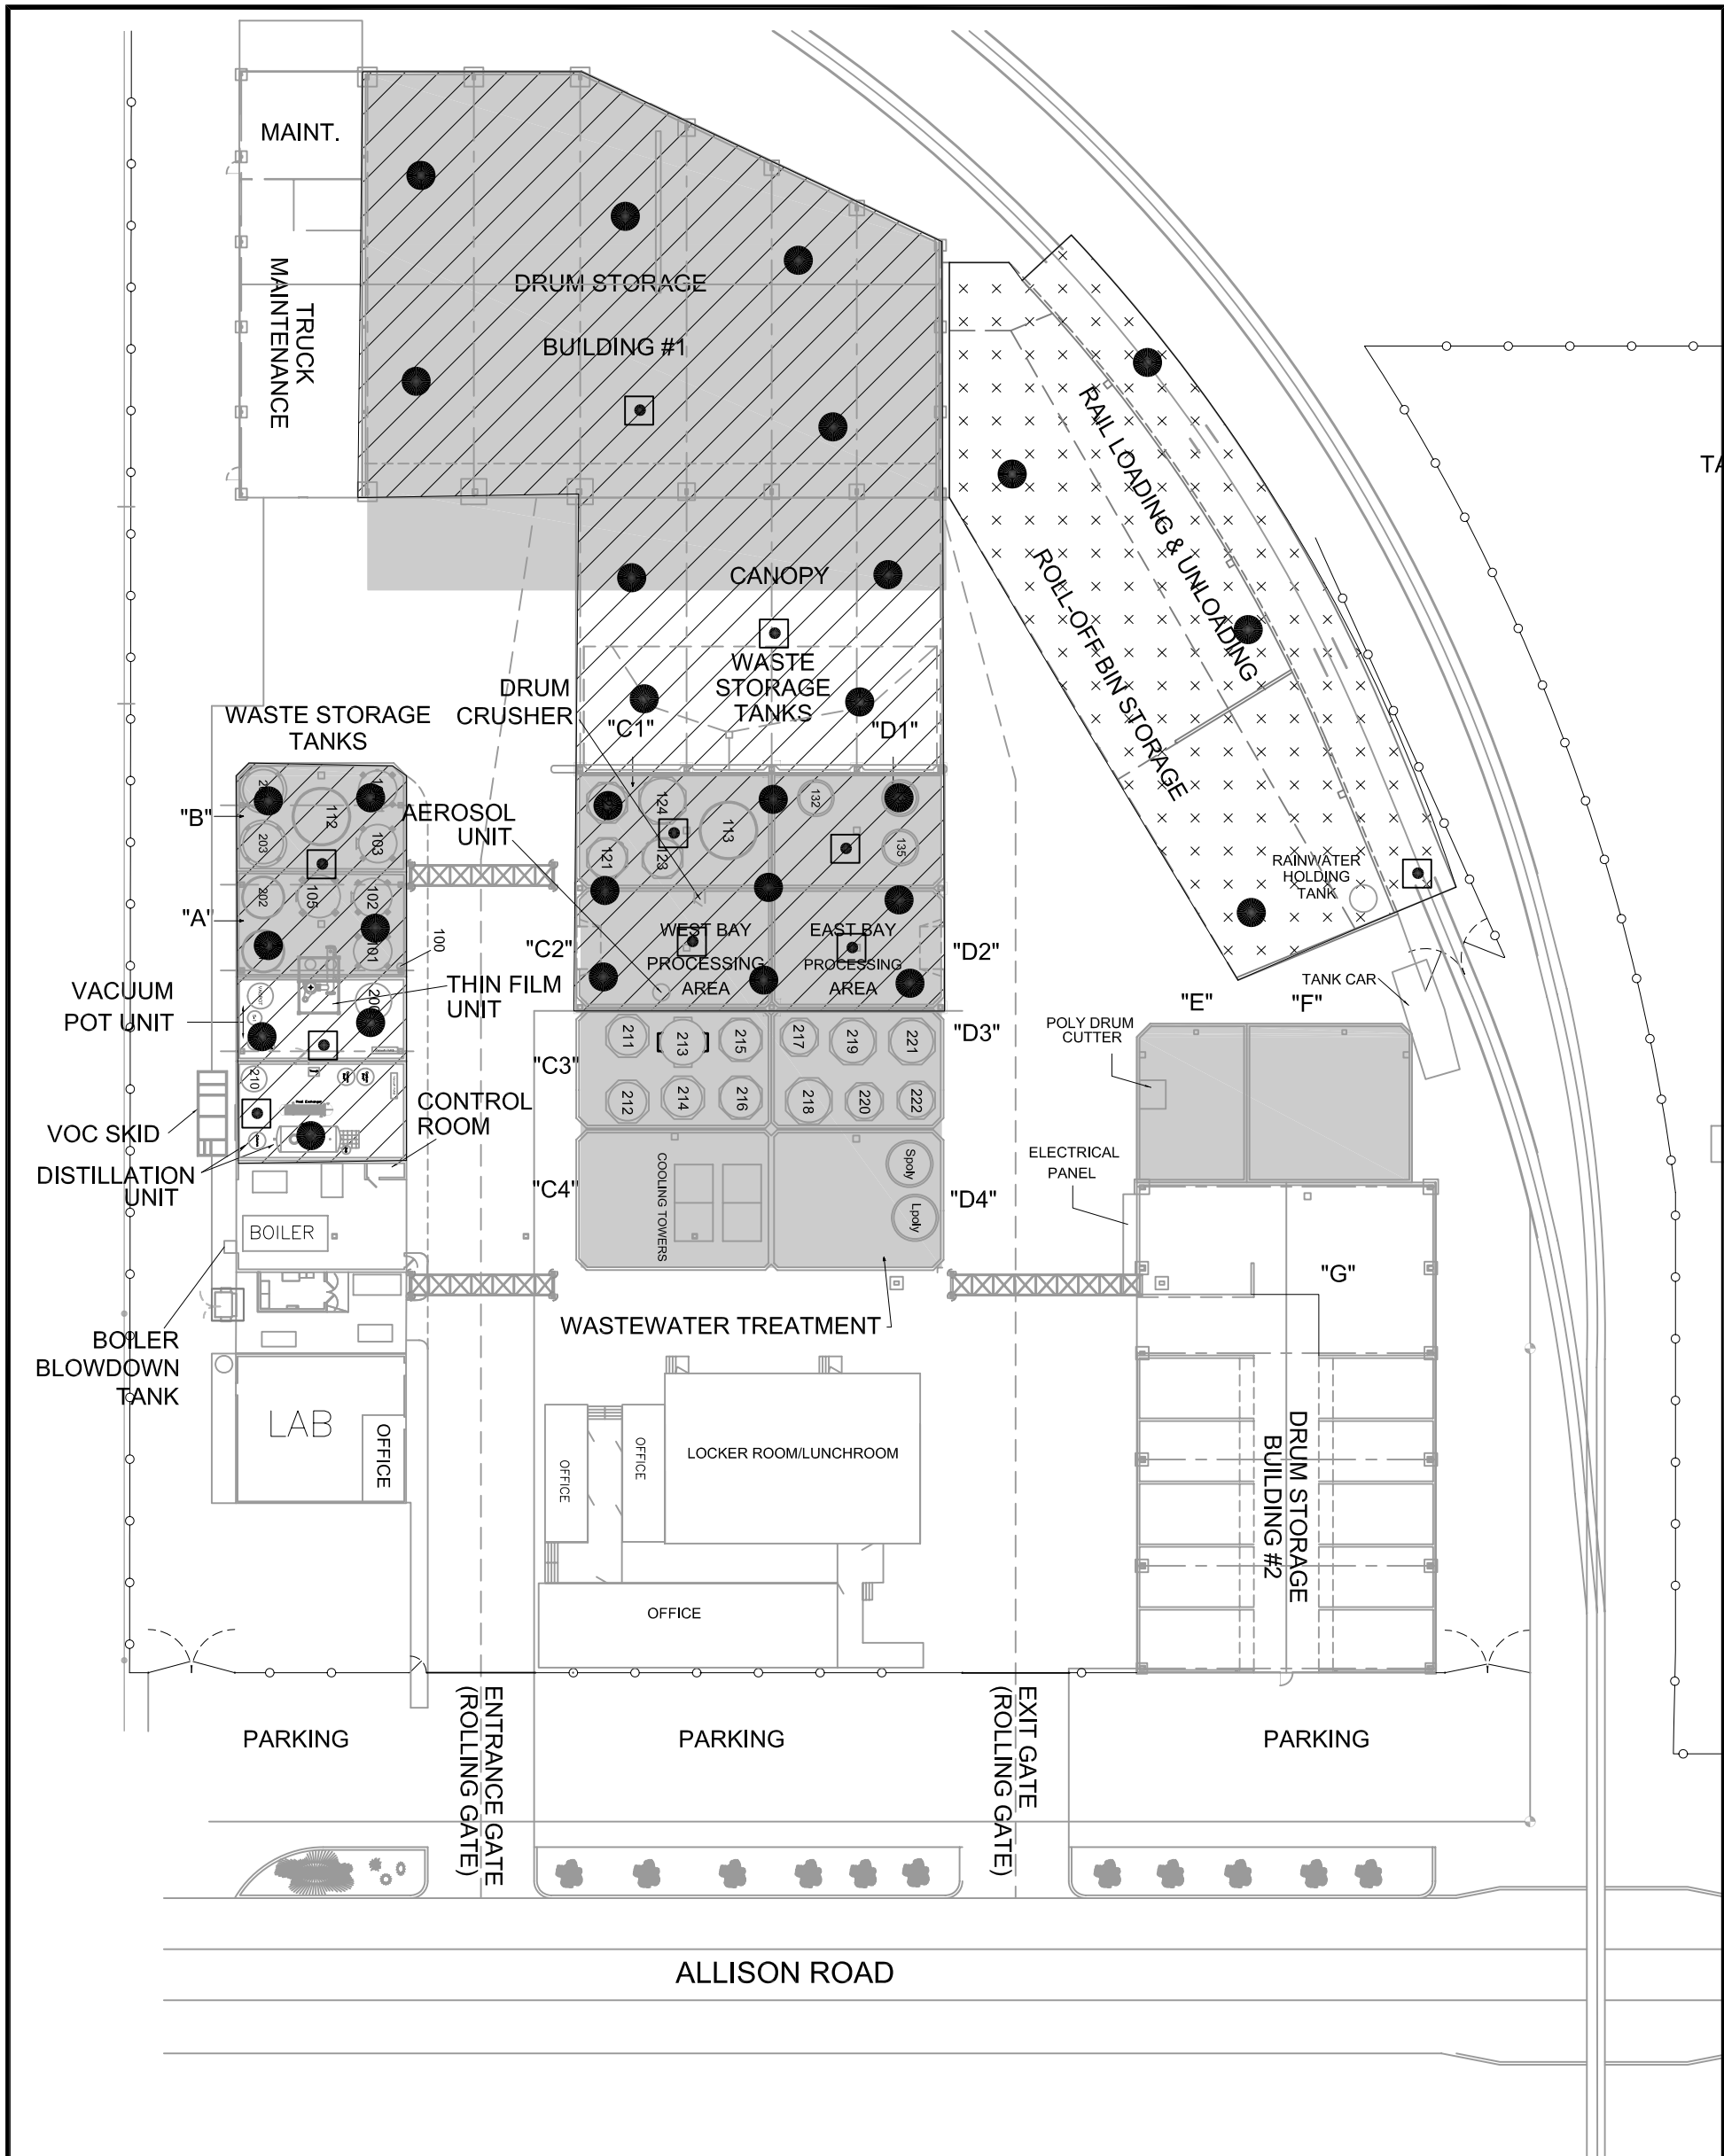 MAINT.
TRUCK
MAINTENANCE
DRUM STORAGE
BUILDING #1
RAIL LOADING & UNLOADING
ROLL-OFF BIN STORAGE
CANOPY
WASTE
STORAGE
TANKS
"C1"
"D1"
DRUM
CRUSHER
WASTE STORAGE
TANKS
"B"
"A"
112
203
103
202
105
102
101
100
AEROSOL
UNIT
124
113
132
121
123
135
RAINWATER
HOLDING
TANK
"C2"
WEST BAY
PROCESSING
AREA
EAST BAY
PROCESSING
AREA
"D2"
TANK CAR
VACUUM
POT UNIT
THIN FILM
UNIT
"E"
"F"
POLY DRUM
CUTTER
"C3"
211
213
215
217
219
221
"D3"
212
214
216
218
220
222
210
VOC SKID
CONTROL
ROOM
DISTILLATION
UNIT
"C4"
COOLING TOWERS
Spoly
Lpoly
"D4"
ELECTRICAL
PANEL
BOILER
"G"
BOILER
BLOWDOWN
TANK
WASTEWATER TREATMENT
LAB
OFFICE
OFFICE
OFFICE
LOCKER ROOM/LUNCHROOM
OFFICE
DRUM STORAGE
BUILDING #2
PARKING
ENTRANCE GATE
(ROLLING GATE)
PARKING
EXIT GATE
(ROLLING GATE)
PARKING
ALLISON ROAD